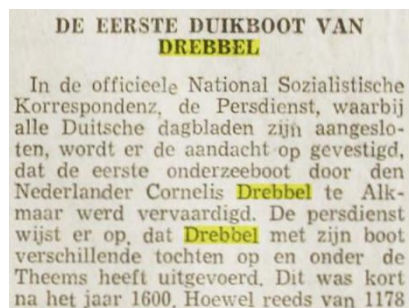 DE EERSTE DUIKBOOT VAN
DREBBEL
In de officieele National Sozialistische
Korrespondenz, de Persdienst, waarbij
alle Duitsche dagbladen zijn aangeslo-
ten, wordt er de aandacht op gevestigd,
dat de eerste onderzeeboot door den
Nederlander Cornelis Drebbel te Alk-
maar werd vervaardigd. De persdienst
wijst er op, dat Drebbel met zijn boot
verschillende tochten op en onder de
Theems heeft uitgevoerd. Dit was kort
na het jaar 1600. Hoewel reeds van 1178